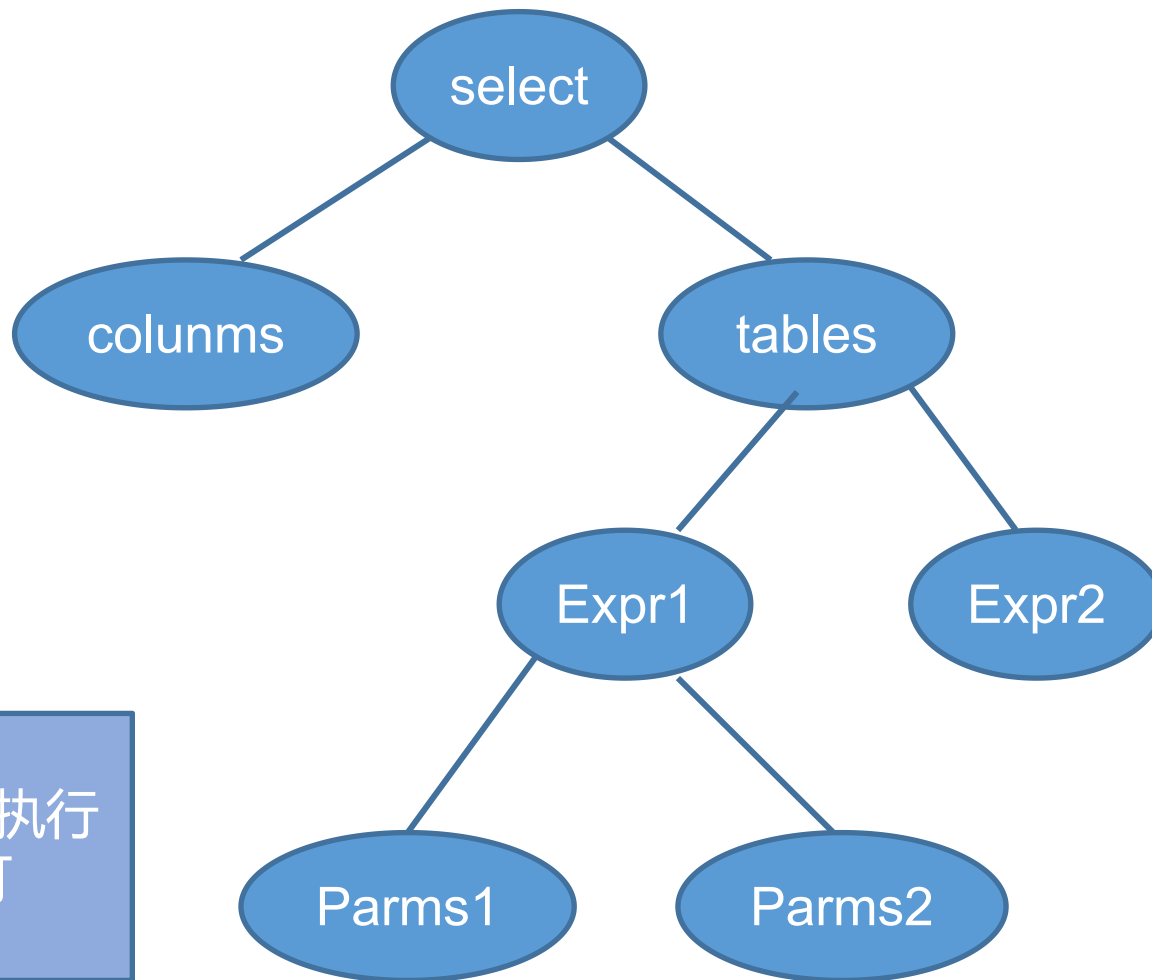 select
colunms
tables
Expr1
Expr2
执行
Parms1
Parms2